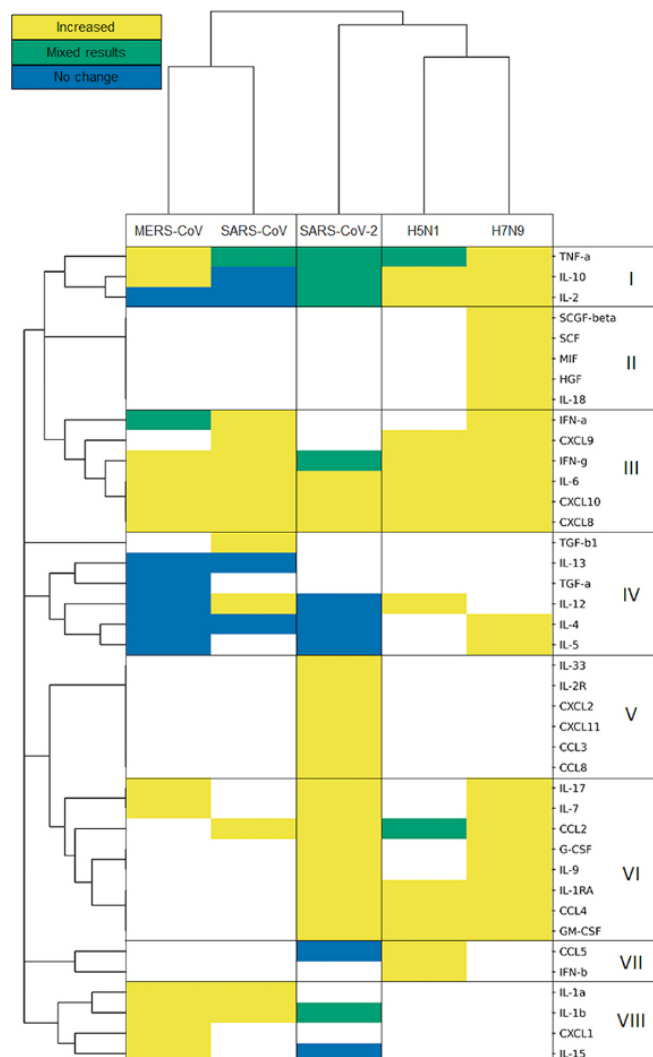 Increased
Mixed results
No change
MERS-CoV SARS-CoV SARS-CoV-2 H5N1 H7N9
TNF-a
IL-10
IL-2
I
SCGF-beta
SCF
MIF
HGF
IL-18
II
IFN-a
CXCL9
IFN-g
IL-6
CXCL10
CXCL8
III
TGF-b1
IL-13
TGF-a
IL-12
IL-4
IL-5
IV
IL-33
IL-2R
CXCL2
CXCL11
CCL3
CCL8
V
IL-17
IL-7
CCL2
G-CSF
IL-9
IL-1RA
CCL4
GM-CSF
VI
CCL5
IFN-b
VII
IL-1a
IL-1b
CXCL1
IL-15
VIII